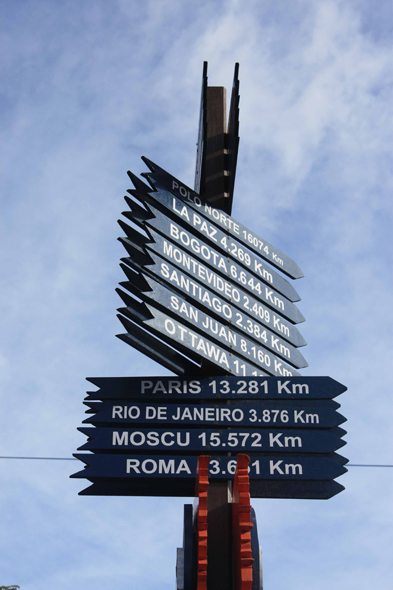 POLO NORTE 16074 Km
LA PAZ 4.269 Km
BOGOTA 6.644 Km
MONTEVIDEO 2.409 Km
SANTIAGO 2.384 Km
SAN JUAN 8.160 Km
OTTAWA
PARIS 13.281 Km
RIO DE JANEIRO 3.876 Km
MOSCU 15.572 Km
ROMA Km